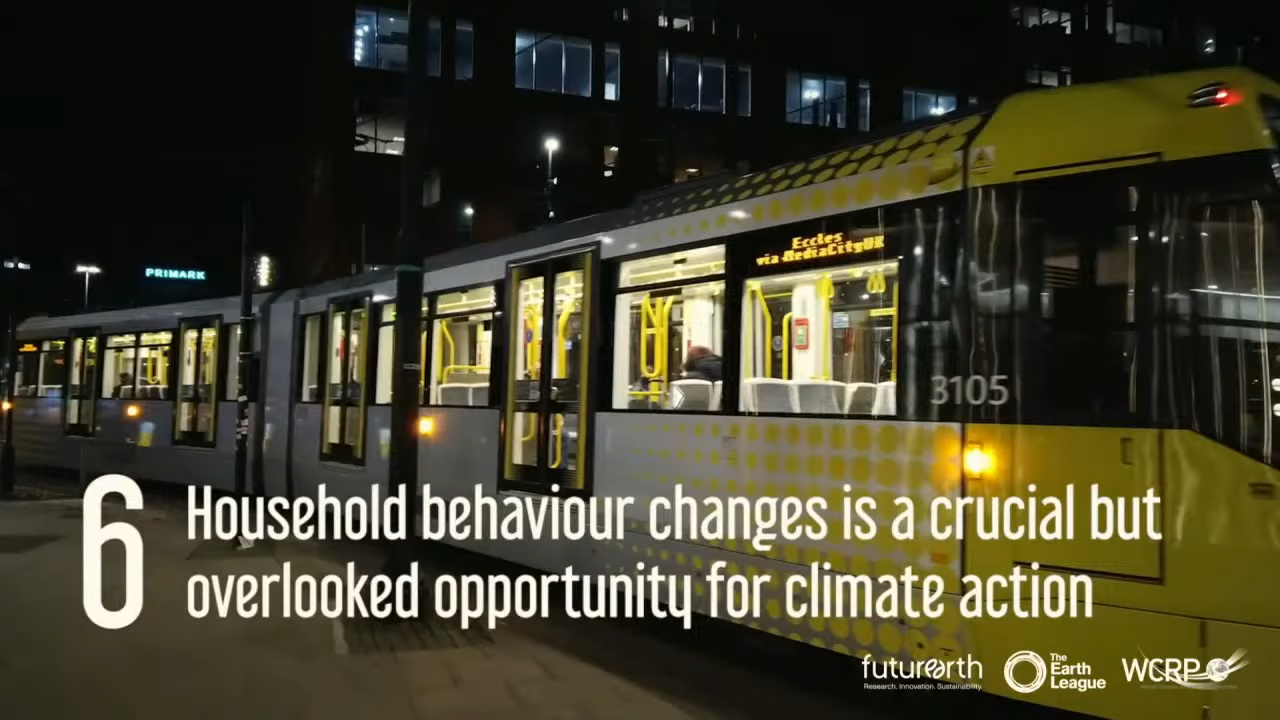 PRIMARK
Eccles
via MediaCityUK
3105
6
Household behaviour changes is a crucial but
overlooked opportunity for climate action
futurearth
Research. Innovation. Sustainability.
The
Earth
League
WCRP